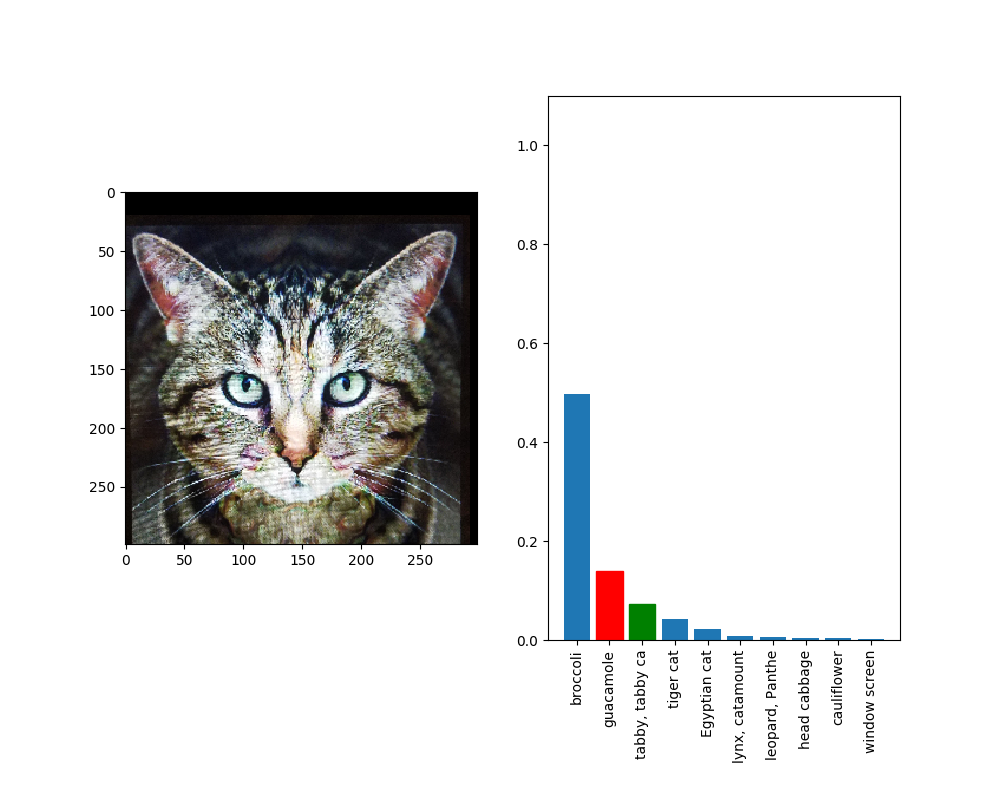 0
50
100
150
200
250
0 50 100 150 200 250
1.0
0.8
0.6
0.4
0.2
0.0
broccoli
guacamole
tabby, tabby ca
tiger cat
Egyptian cat
lynx, catamount
leopard, Panthe
head cabbage
cauliflower
window screen